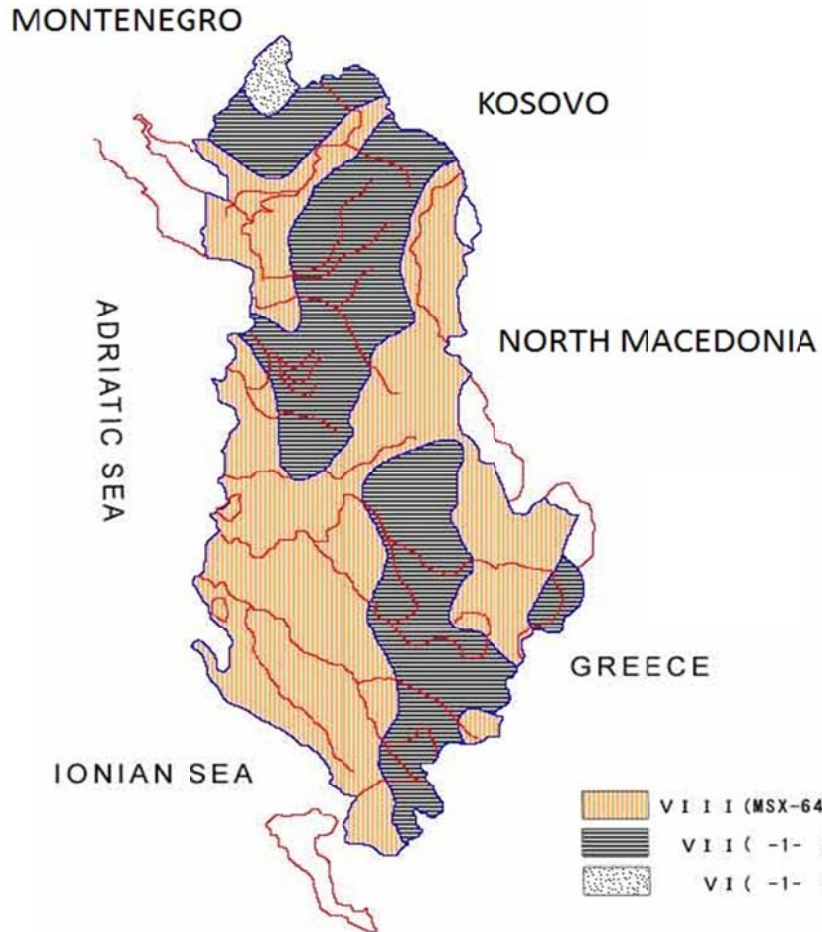 MONTENEGRO
KOSOVO
ADRIATIC SEA
NORTH MACEDONIA
GREECE
IONIAN SEA
VIII (MSX-64
VII ( -1-
VI ( -1-